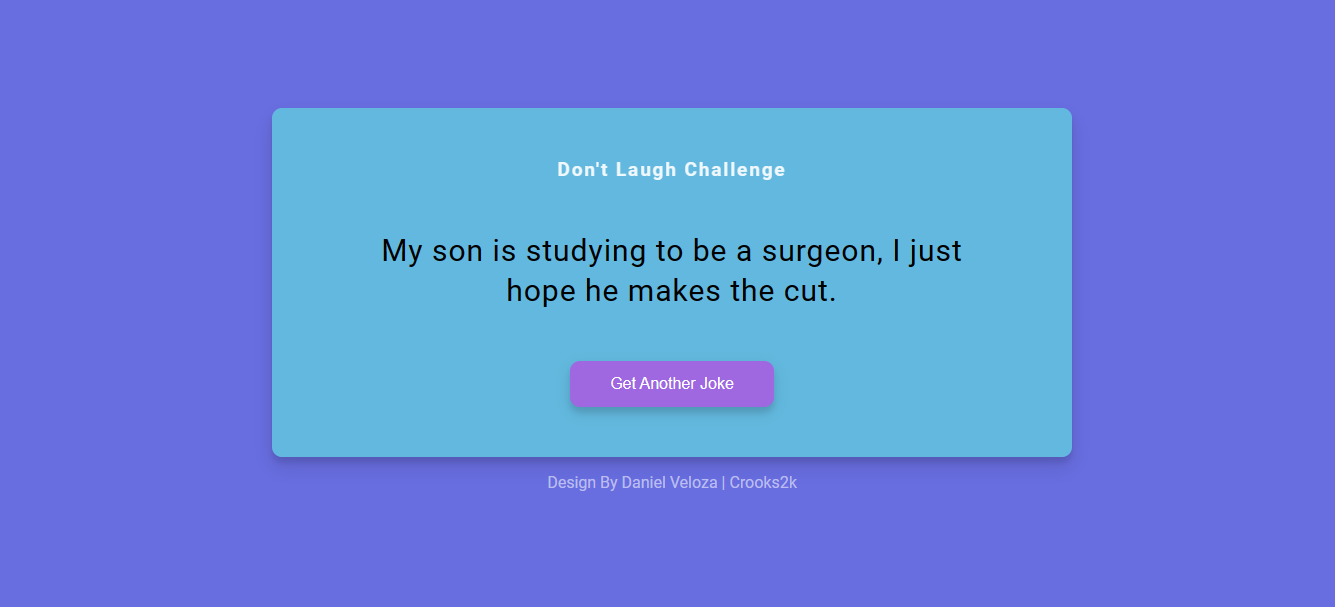 Don't Laugh Challenge
My son is studying to be a surgeon, I just
hope he makes the cut.
Get Another Joke
Design By Daniel Veloza | Crooks2k